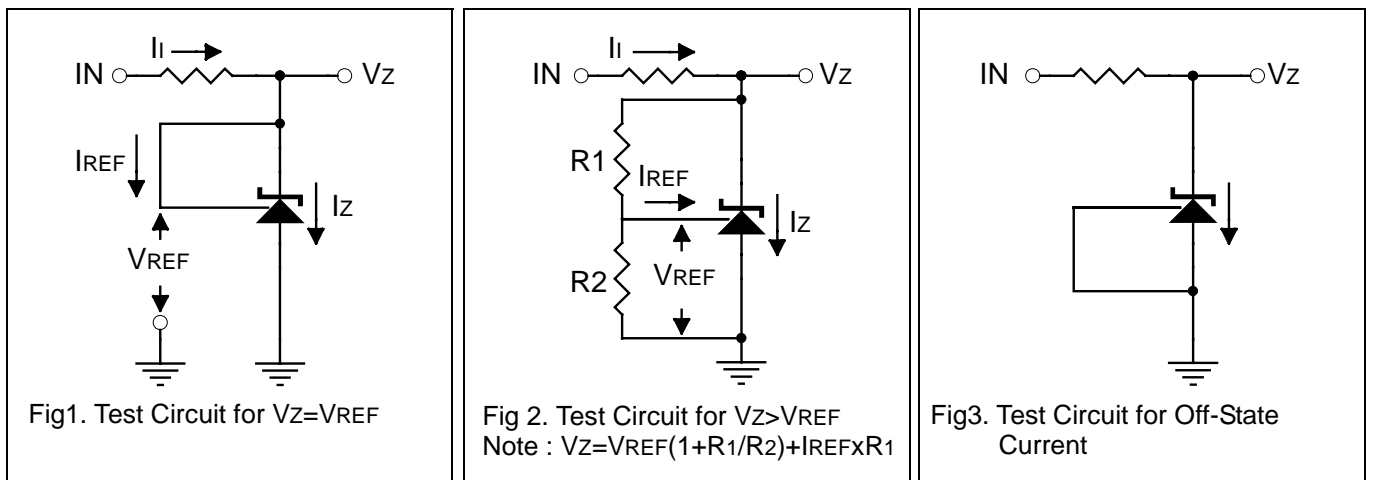 II
IN
VZ
IREF
IZ
VREF
Fig1. Test Circuit for VZ=VREF
II
IN
VZ
R1
IREF
IZ
R2
VREF
Fig 2. Test Circuit for VZ>VREF
Note : VZ=VREF(1+R1/R2)+IREFxR1
IN
VZ
Fig3. Test Circuit for Off-State
Current